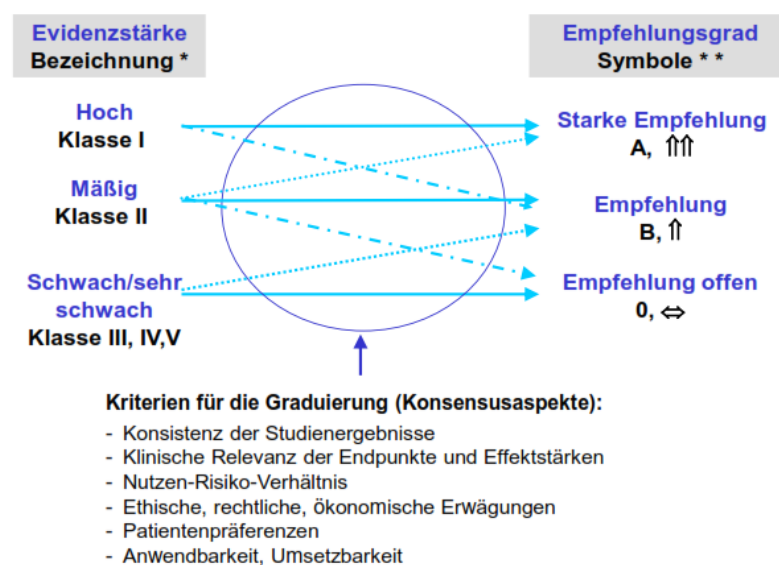 Evidenzstärke
Bezeichnung *
Empfehlungsgrad
Symbole * *
Hoch
Klasse I
Starke Empfehlung
A, ⇑⇑
Mäßig
Klasse II
Empfehlung
B, ⇑
Schwach/sehr
schwach
Klasse III, IV,V
Empfehlung offen
0, ⇔
Kriterien für die Graduierung (Konsensusaspekte):
- Konsistenz der Studienergebnisse
- Klinische Relevanz der Endpunkte und Effektstärken
- Nutzen-Risiko-Verhältnis
- Ethische, rechtliche, ökonomische Erwägungen
- Patientenpräferenzen
- Anwendbarkeit, Umsetzbarkeit